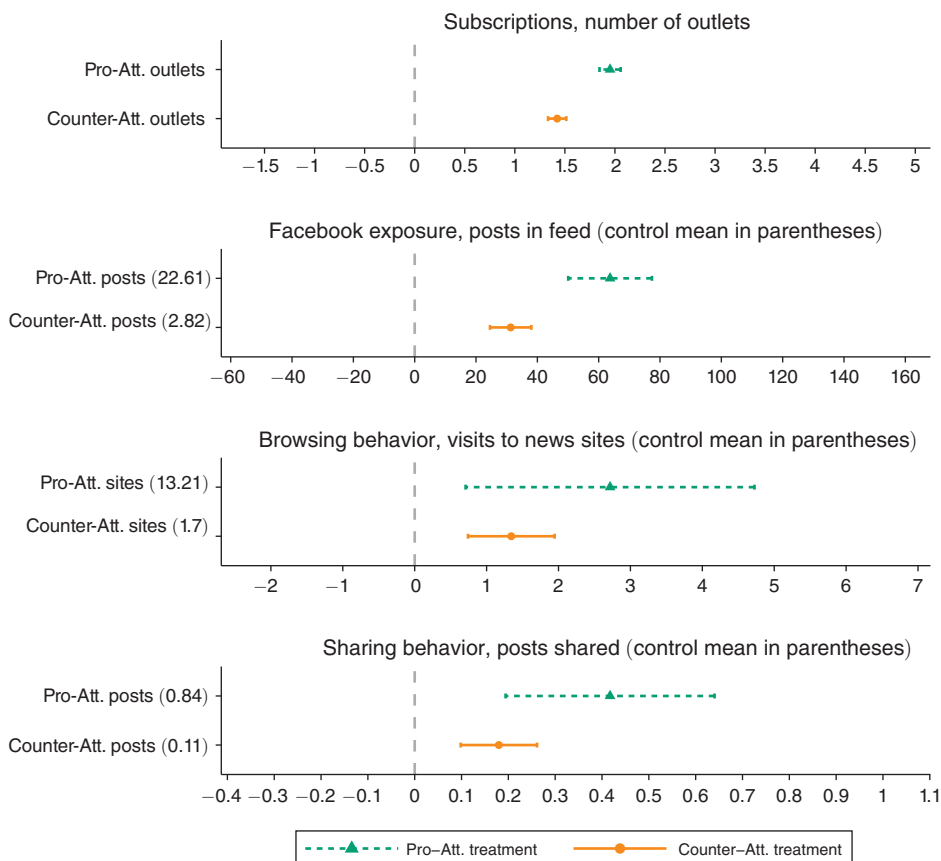 Subscriptions, number of outlets
Pro-Att. outlets
Counter-Att. outlets
−1.5 −1 −0.5 0 0.5 1 1.5 2 2.5 3 3.5 4 4.5 5
Facebook exposure, posts in feed (control mean in parentheses)
Pro-Att. posts (22.61)
Counter-Att. posts (2.82)
−60 −40 −20 0 20 40 60 80 100 120 140 160
Browsing behavior, visits to news sites (control mean in parentheses)
Pro-Att. sites (13.21)
Counter-Att. sites (1.7)
−2 −1 0 1 2 3 4 5 6 7
Sharing behavior, posts shared (control mean in parentheses)
Pro-Att. posts (0.84)
Counter-Att. posts (0.11)
−0.4 −0.3 −0.2 −0.1 0 0.1 0.2 0.3 0.4 0.5 0.6 0.7 0.8 0.9 1 1.1
Pro–Att. treatment Counter–Att. treatment